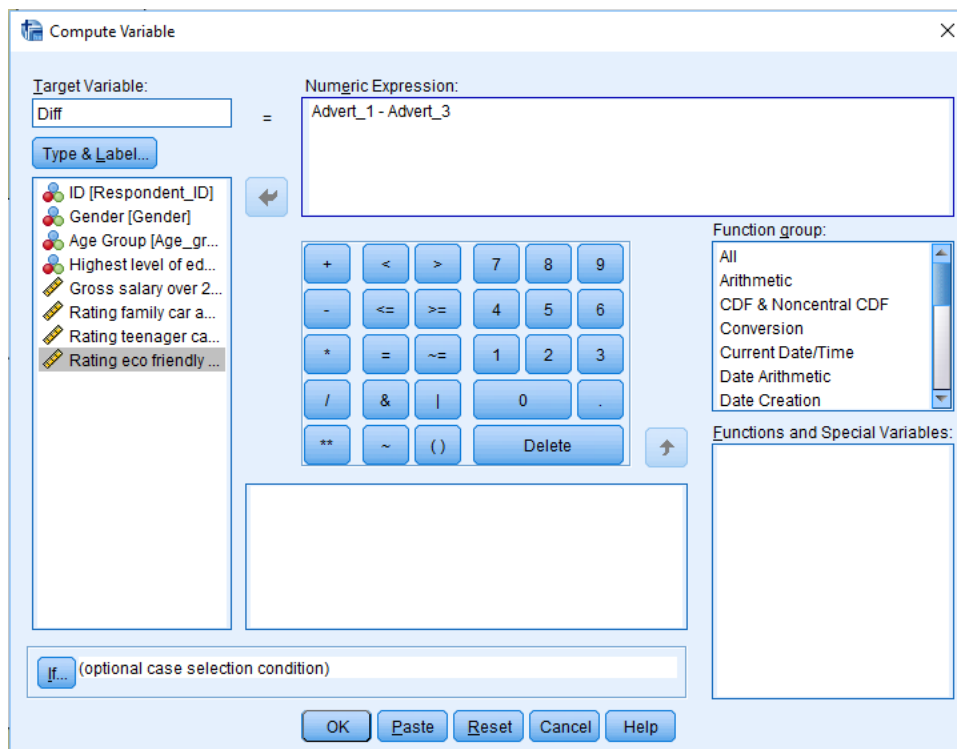 Compute Variable
Target Variable:
Diff
=
Numeric Expression:
Advert_1 - Advert_3
Type & Label...
ID [Respondent_ID]
Gender [Gender]
Age Group [Age_gr...
Highest level of ed...
Gross salary over 2...
Rating family car a...
Rating teenager ca...
Rating eco friendly ...
+ < > 7 8 9
- <= >= 4 5 6
* = ~= 1 2 3
/ & | 0 .
** ~ ( ) Delete
Function group:
All
Arithmetic
CDF & Noncentral CDF
Conversion
Current Date/Time
Date Arithmetic
Date Creation
Functions and Special Variables:
If... (optional case selection condition)
OK Paste Reset Cancel Help